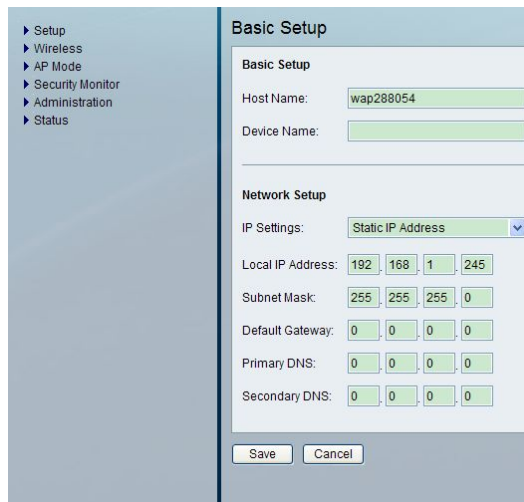 Setup
Wireless
AP Mode
Security Monitor
Administration
Status
Basic Setup
Basic Setup
Host Name: wap288054
Device Name:
Network Setup
IP Settings: Static IP Address
Local IP Address: 192 . 168 . 1 . 245
Subnet Mask: 255 . 255 . 255 . 0
Default Gateway: 0 . 0 . 0 . 0
Primary DNS: 0 . 0 . 0 . 0
Secondary DNS: 0 . 0 . 0 . 0
Save Cancel